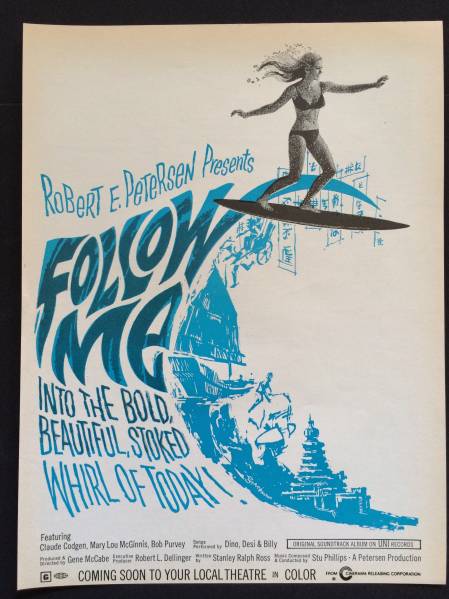 ROBERT E. PETERSEN Presents
FOLLOW
ME
INTO THE BOLD,
BEAUTIFUL, STOKED
WHIRL OF TODAY!
Featuring
Claude Codgen, Mary Lou McGinnis, Bob Purvey
Songs Performed by Dino, Desi & Billy
ORIGINAL SOUNDTRACK ALBUM ON UNI RECORDS
Produced & Directed by Gene McCabe
Executive Producer Robert L. Dellinger
Written by Stanley Ralph Ross
Music Composed & Conducted by Stu Phillips · A Petersen Production
G COMING SOON TO YOUR LOCAL THEATRE IN COLOR
FROM CINERAMA RELEASING CORPORATION